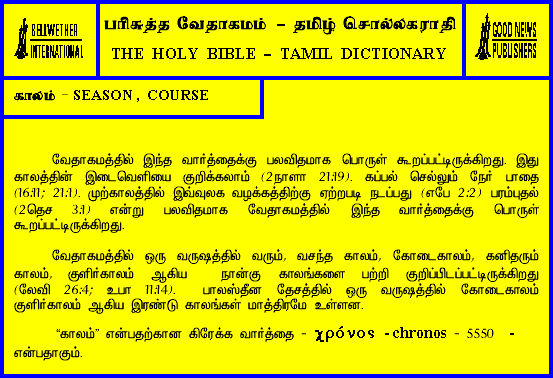 BELLWETHER
INTERNATIONAL
பரிசுத்த வேதாகமம் – தமிழ் சொல்லகராதி
THE HOLY BIBLE – TAMIL DICTIONARY
GOOD NEWS
PUBLISHERS
காலம் – SEASON, COURSE
வேதாகமத்தில் இந்த வார்த்தைக்கு பலவிதமாக பொருள் கூறப்பட்டிருக்கிறது. இது
காலத்தின் இடைவெளியை குறிக்கலாம் (2நாளா 21:19). கப்பல் செல்லும் நேர் பாதை
(16:11; 21:1). முற்காலத்தில் இவ்வுலக வழக்கத்திற்கு ஏற்றபடி நடப்பது (எபே 2:2) பரம்புதல்
(2தெச 3:1) என்று பலவிதமாக வேதாகமத்தில் இந்த வார்த்தைக்கு பொருள்
கூறப்பட்டிருக்கிறது.
வேதாகமத்தில் ஒரு வருஷத்தில் வரும், வசந்த காலம், கோடைகாலம், கனிதரும்
காலம், குளிர்காலம் ஆகிய நான்கு காலங்களை பற்றி குறிப்பிடப்பட்டிருக்கிறது
(லேவி 26:4; உபா 11:14). பாலஸ்தீன தேசத்தில் ஒரு வருஷத்தில் கோடைகாலம்
குளிர்காலம் ஆகிய இரண்டு காலங்கள் மாத்திரமே உள்ளன.
“காலம்” என்பதற்கான கிரேக்க வார்த்தை – χρόνος - chronos – 5550 -
என்பதாகும்.